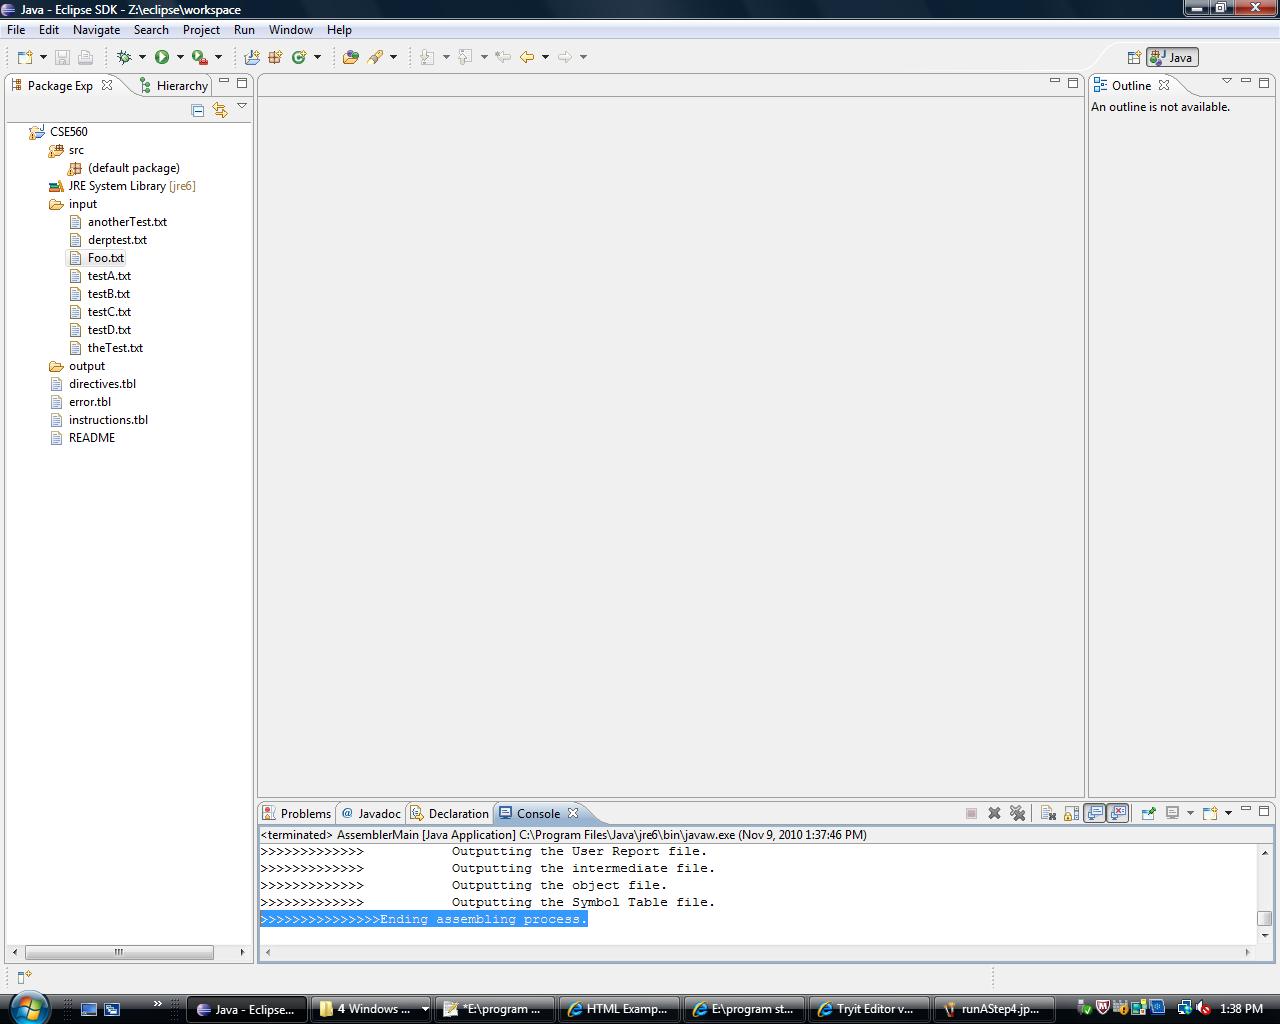 Java - Eclipse SDK - Z:\eclipse\workspace
File Edit Navigate Search Project Run Window Help
Java
Package Exp Hierarchy
Outline
An outline is not available.
CSE560
src
(default package)
JRE System Library [jre6]
input
anotherTest.txt
derptest.txt
Foo.txt
testA.txt
testB.txt
testC.txt
testD.txt
theTest.txt
output
directives.tbl
error.tbl
instructions.tbl
README
Problems @ Javadoc Declaration Console
<terminated> AssemblerMain [Java Application] C:\Program Files\Java\jre6\bin\javaw.exe (Nov 9, 2010 1:37:46 PM)
>>>>>>>>>>>>> Outputting the User Report file.
>>>>>>>>>>>>> Outputting the intermediate file.
>>>>>>>>>>>>> Outputting the object file.
>>>>>>>>>>>>> Outputting the Symbol Table file.
>>>>>>>>>>>>>>>Ending assembling process.
Java - Eclipse... 4 Windows ... *E:\program ... HTML Examp... E:\program st... Tryit Editor v... runAStep4.jp... 1:38 PM